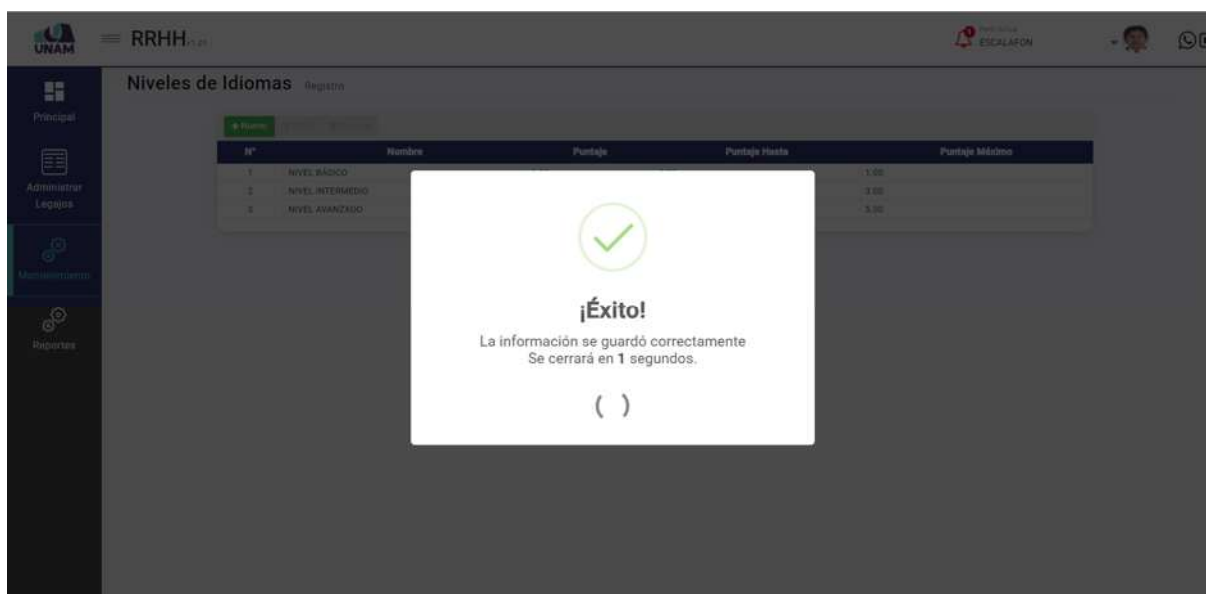 UNAM
RRHH
ESCALAFON
Niveles de Idiomas Registro
Principal
Administrar
Legajos
Mantenimiento
Reportes
+ Nuevo
N° Nombre Puntaje Puntaje Hasta Puntaje Máximo
1 NIVEL BÁSICO 1.00
2 NIVEL INTERMEDIO 3.00
3 NIVEL AVANZADO 5.00
¡Éxito!
La información se guardó correctamente
Se cerrará en 1 segundos.